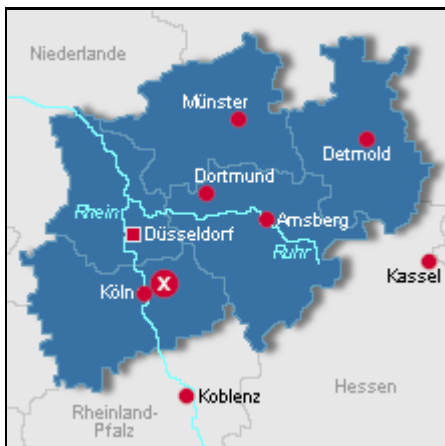 Niederlande
Münster
Detmold
Dortmund
Rhein
Arnsberg
Düsseldorf
Ruhr
Kassel
X
Köln
Hessen
Koblenz
Rheinland-
Pfalz